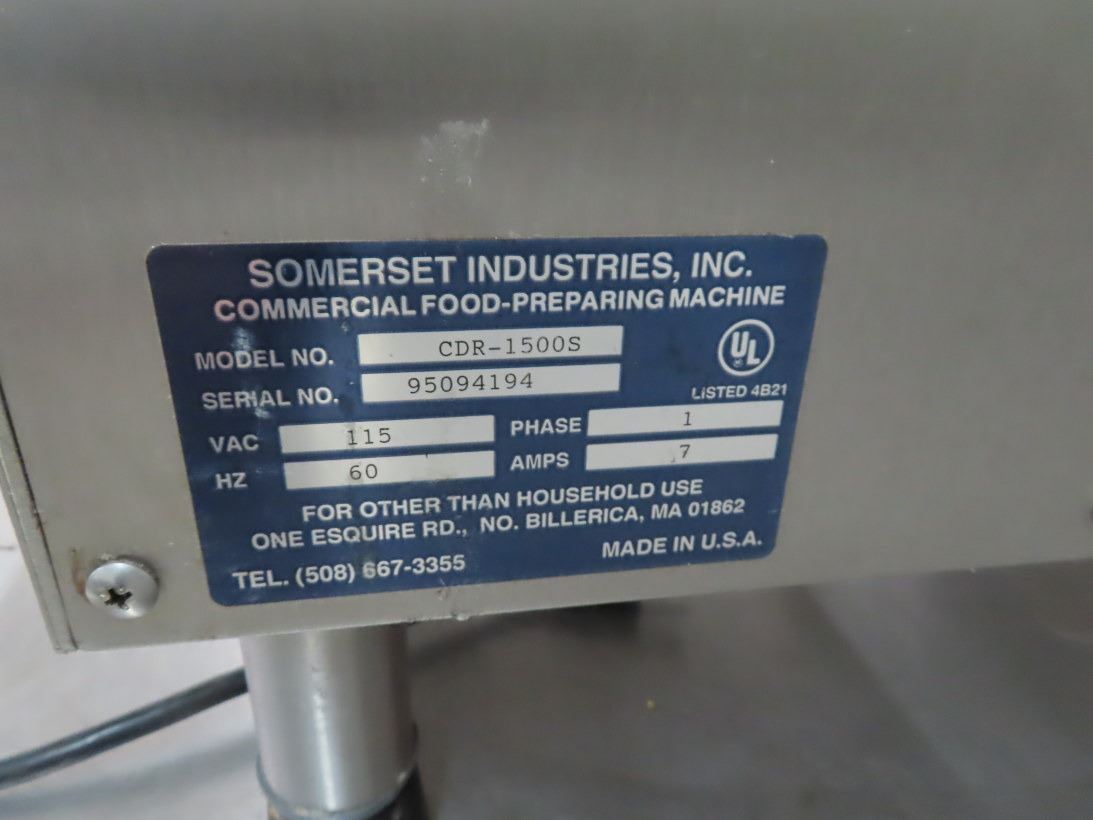 SOMERSET INDUSTRIES, INC.
COMMERCIAL FOOD-PREPARING MACHINE
MODEL NO. CDR-1500S
SERIAL NO. 95094194
UL
LISTED 4B21
VAC 115 PHASE 1
HZ 60 AMPS 7
FOR OTHER THAN HOUSEHOLD USE
ONE ESQUIRE RD., NO. BILLERICA, MA 01862
TEL. (508) 667-3355 MADE IN U.S.A.